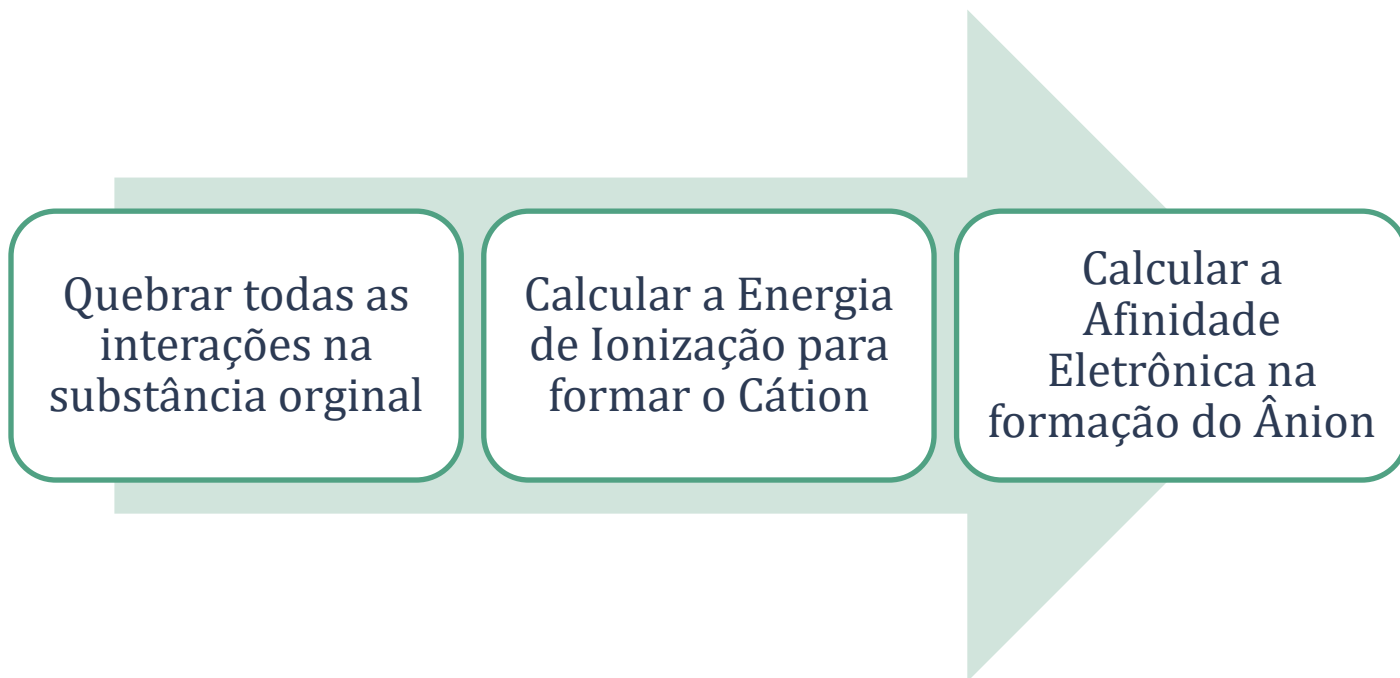 Quebrar todas as
interações na
substância orginal
Calcular a Energia
de Ionização para
formar o Cátion
Calcular a
Afinidade
Eletrônica na
formação do Ânion